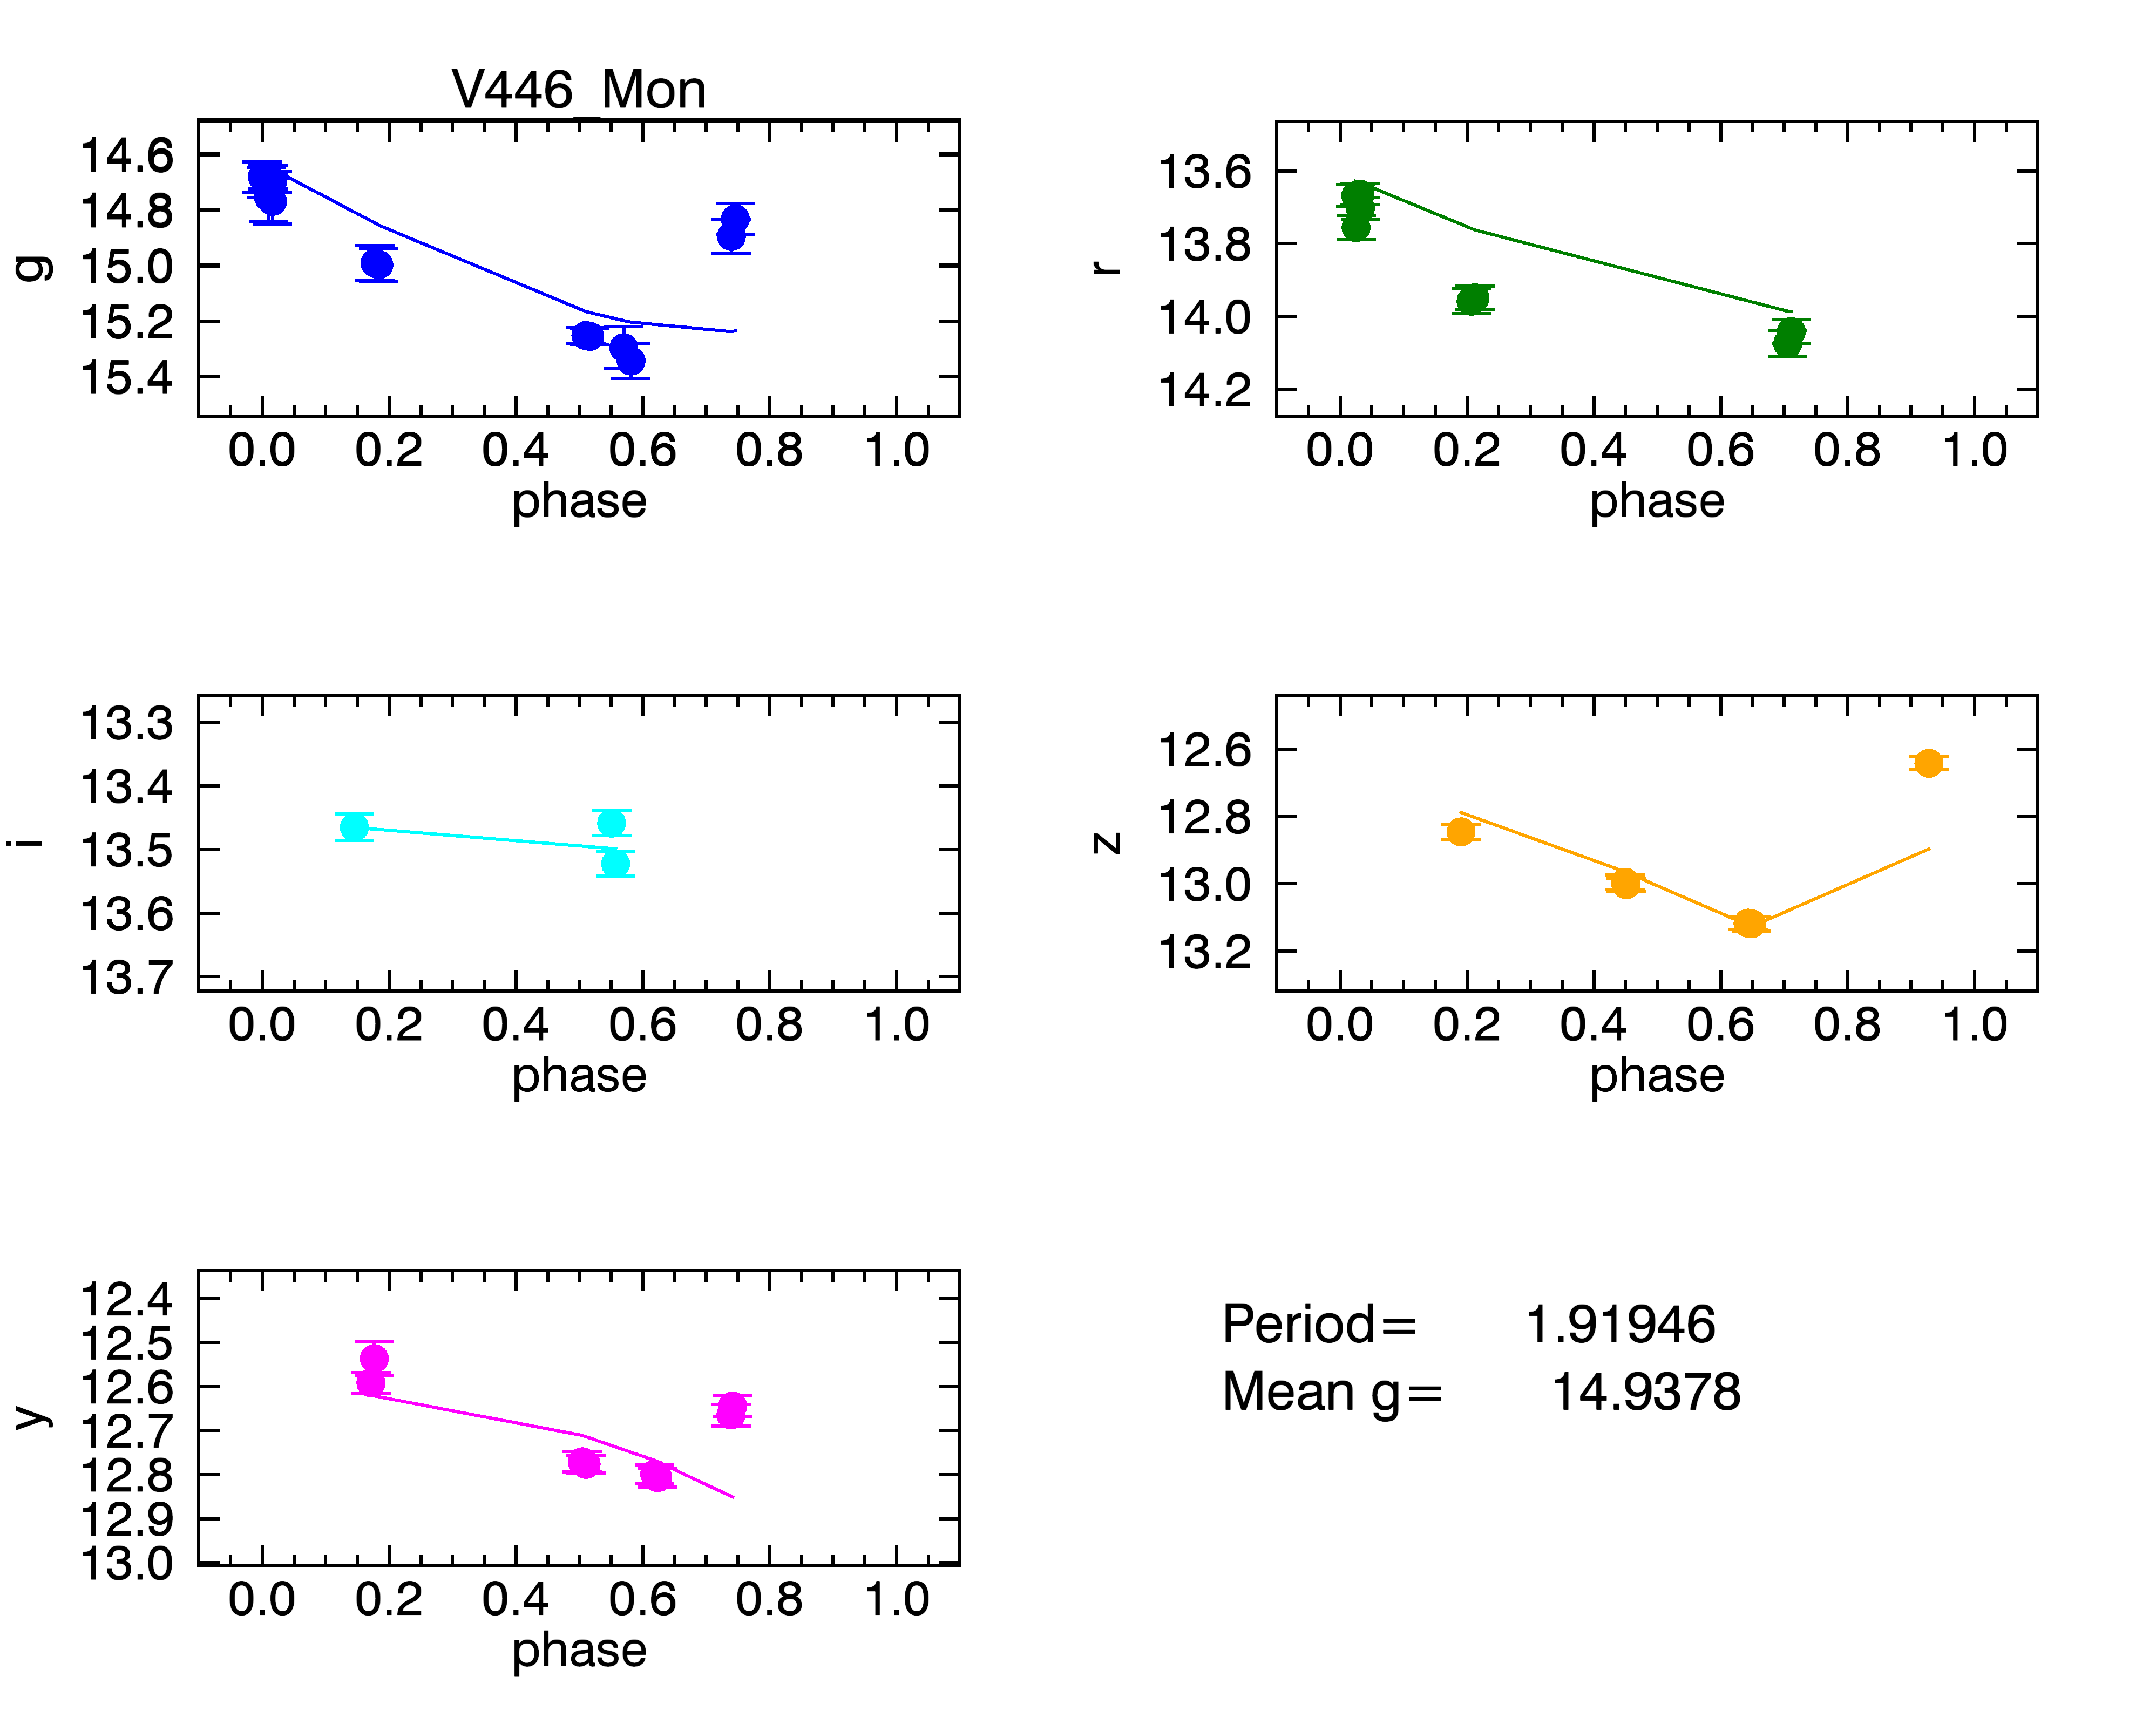 V446_Mon
g
14.6
14.8
15.0
15.2
15.4
0.0 0.2 0.4 0.6 0.8 1.0
phase
r
13.6
13.8
14.0
14.2
0.0 0.2 0.4 0.6 0.8 1.0
phase
i
13.3
13.4
13.5
13.6
13.7
0.0 0.2 0.4 0.6 0.8 1.0
phase
z
12.6
12.8
13.0
13.2
0.0 0.2 0.4 0.6 0.8 1.0
phase
y
12.4
12.5
12.6
12.7
12.8
12.9
13.0
0.0 0.2 0.4 0.6 0.8 1.0
phase
Period= 1.91946
Mean g= 14.9378